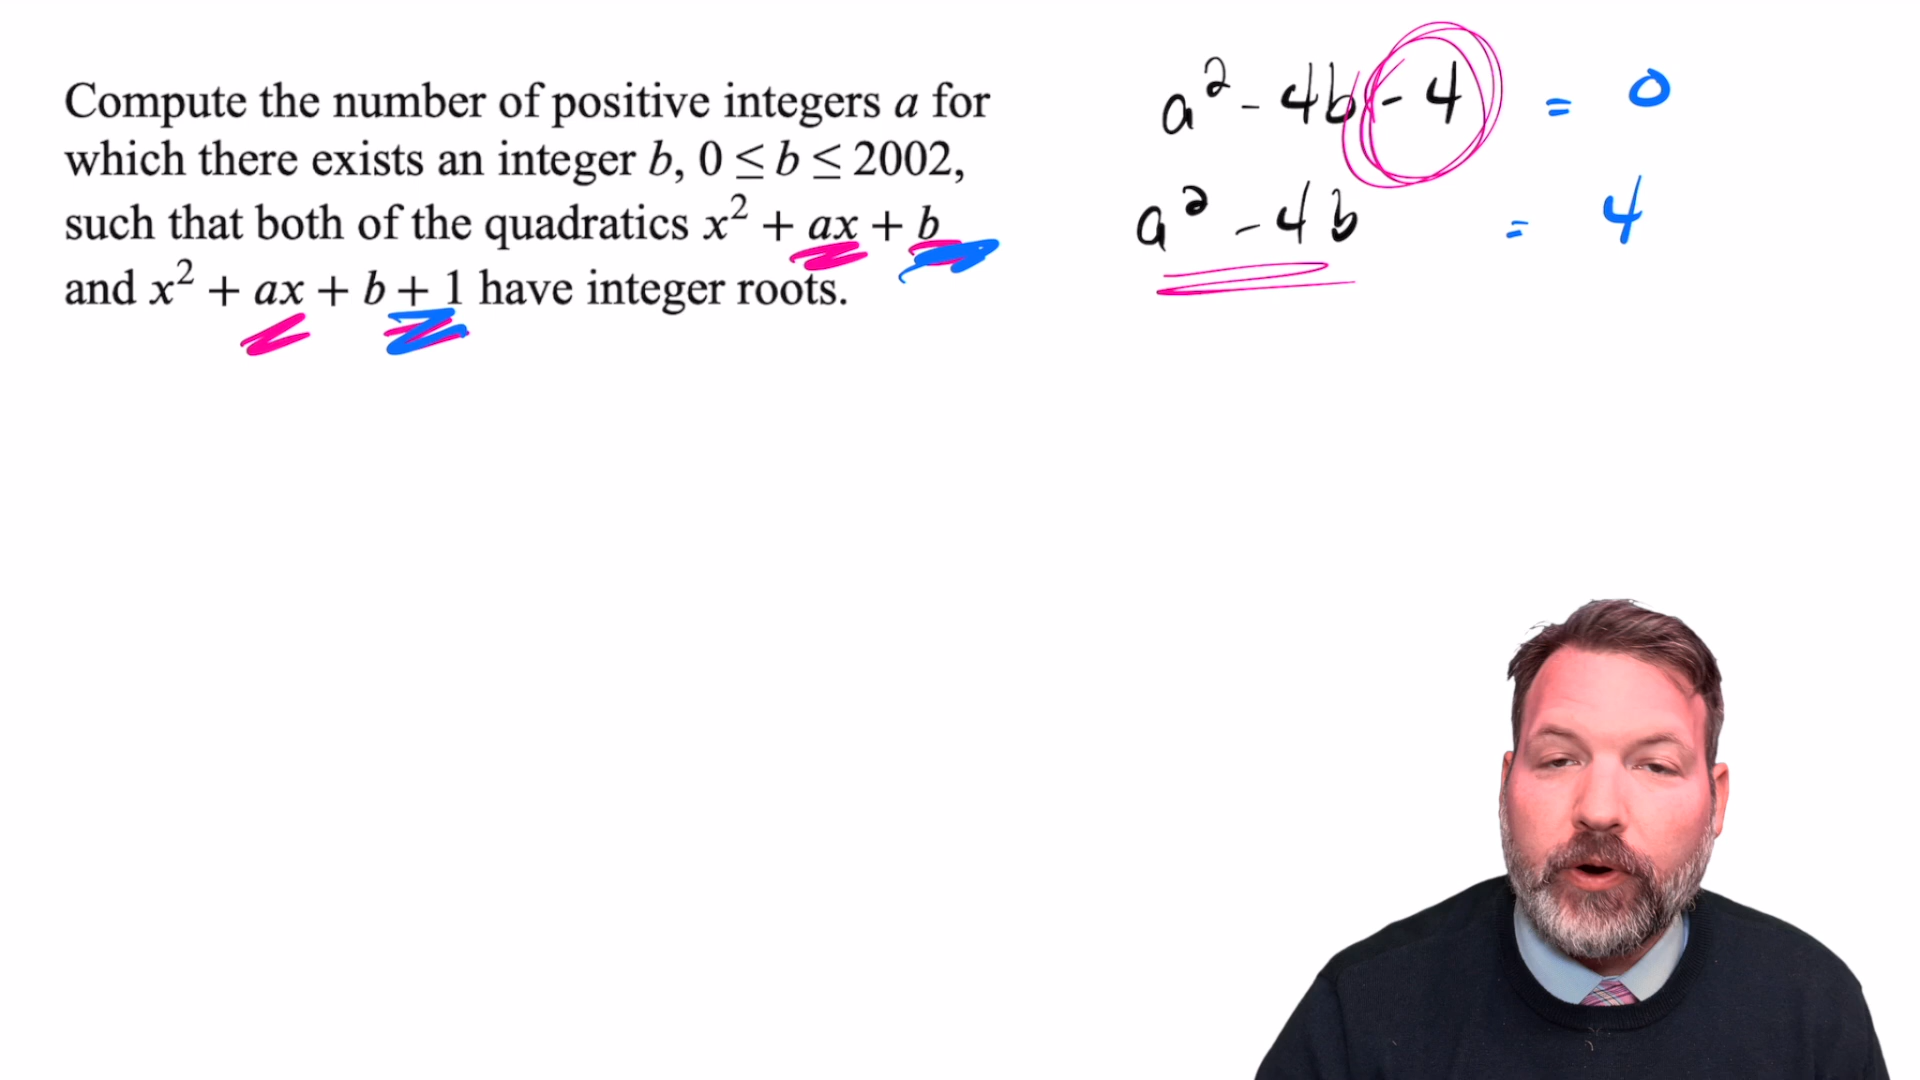 Compute the number of positive integers a for
which there exists an integer b, 0 ≤ b ≤ 2002,
such that both of the quadratics x² + ax + b
and x² + ax + b + 1 have integer roots.
a² - 4b - 4 = 0
a² - 4b = 4